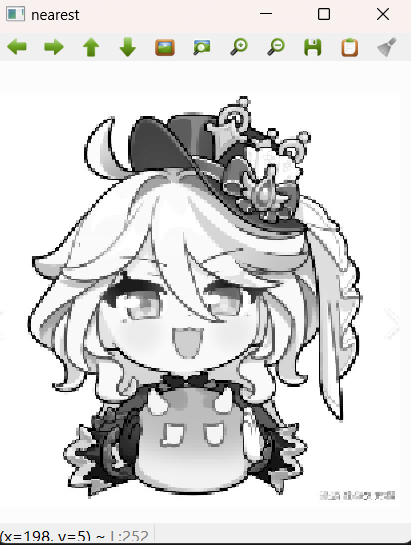 nearest
(x=198, y=5) ~ L:252